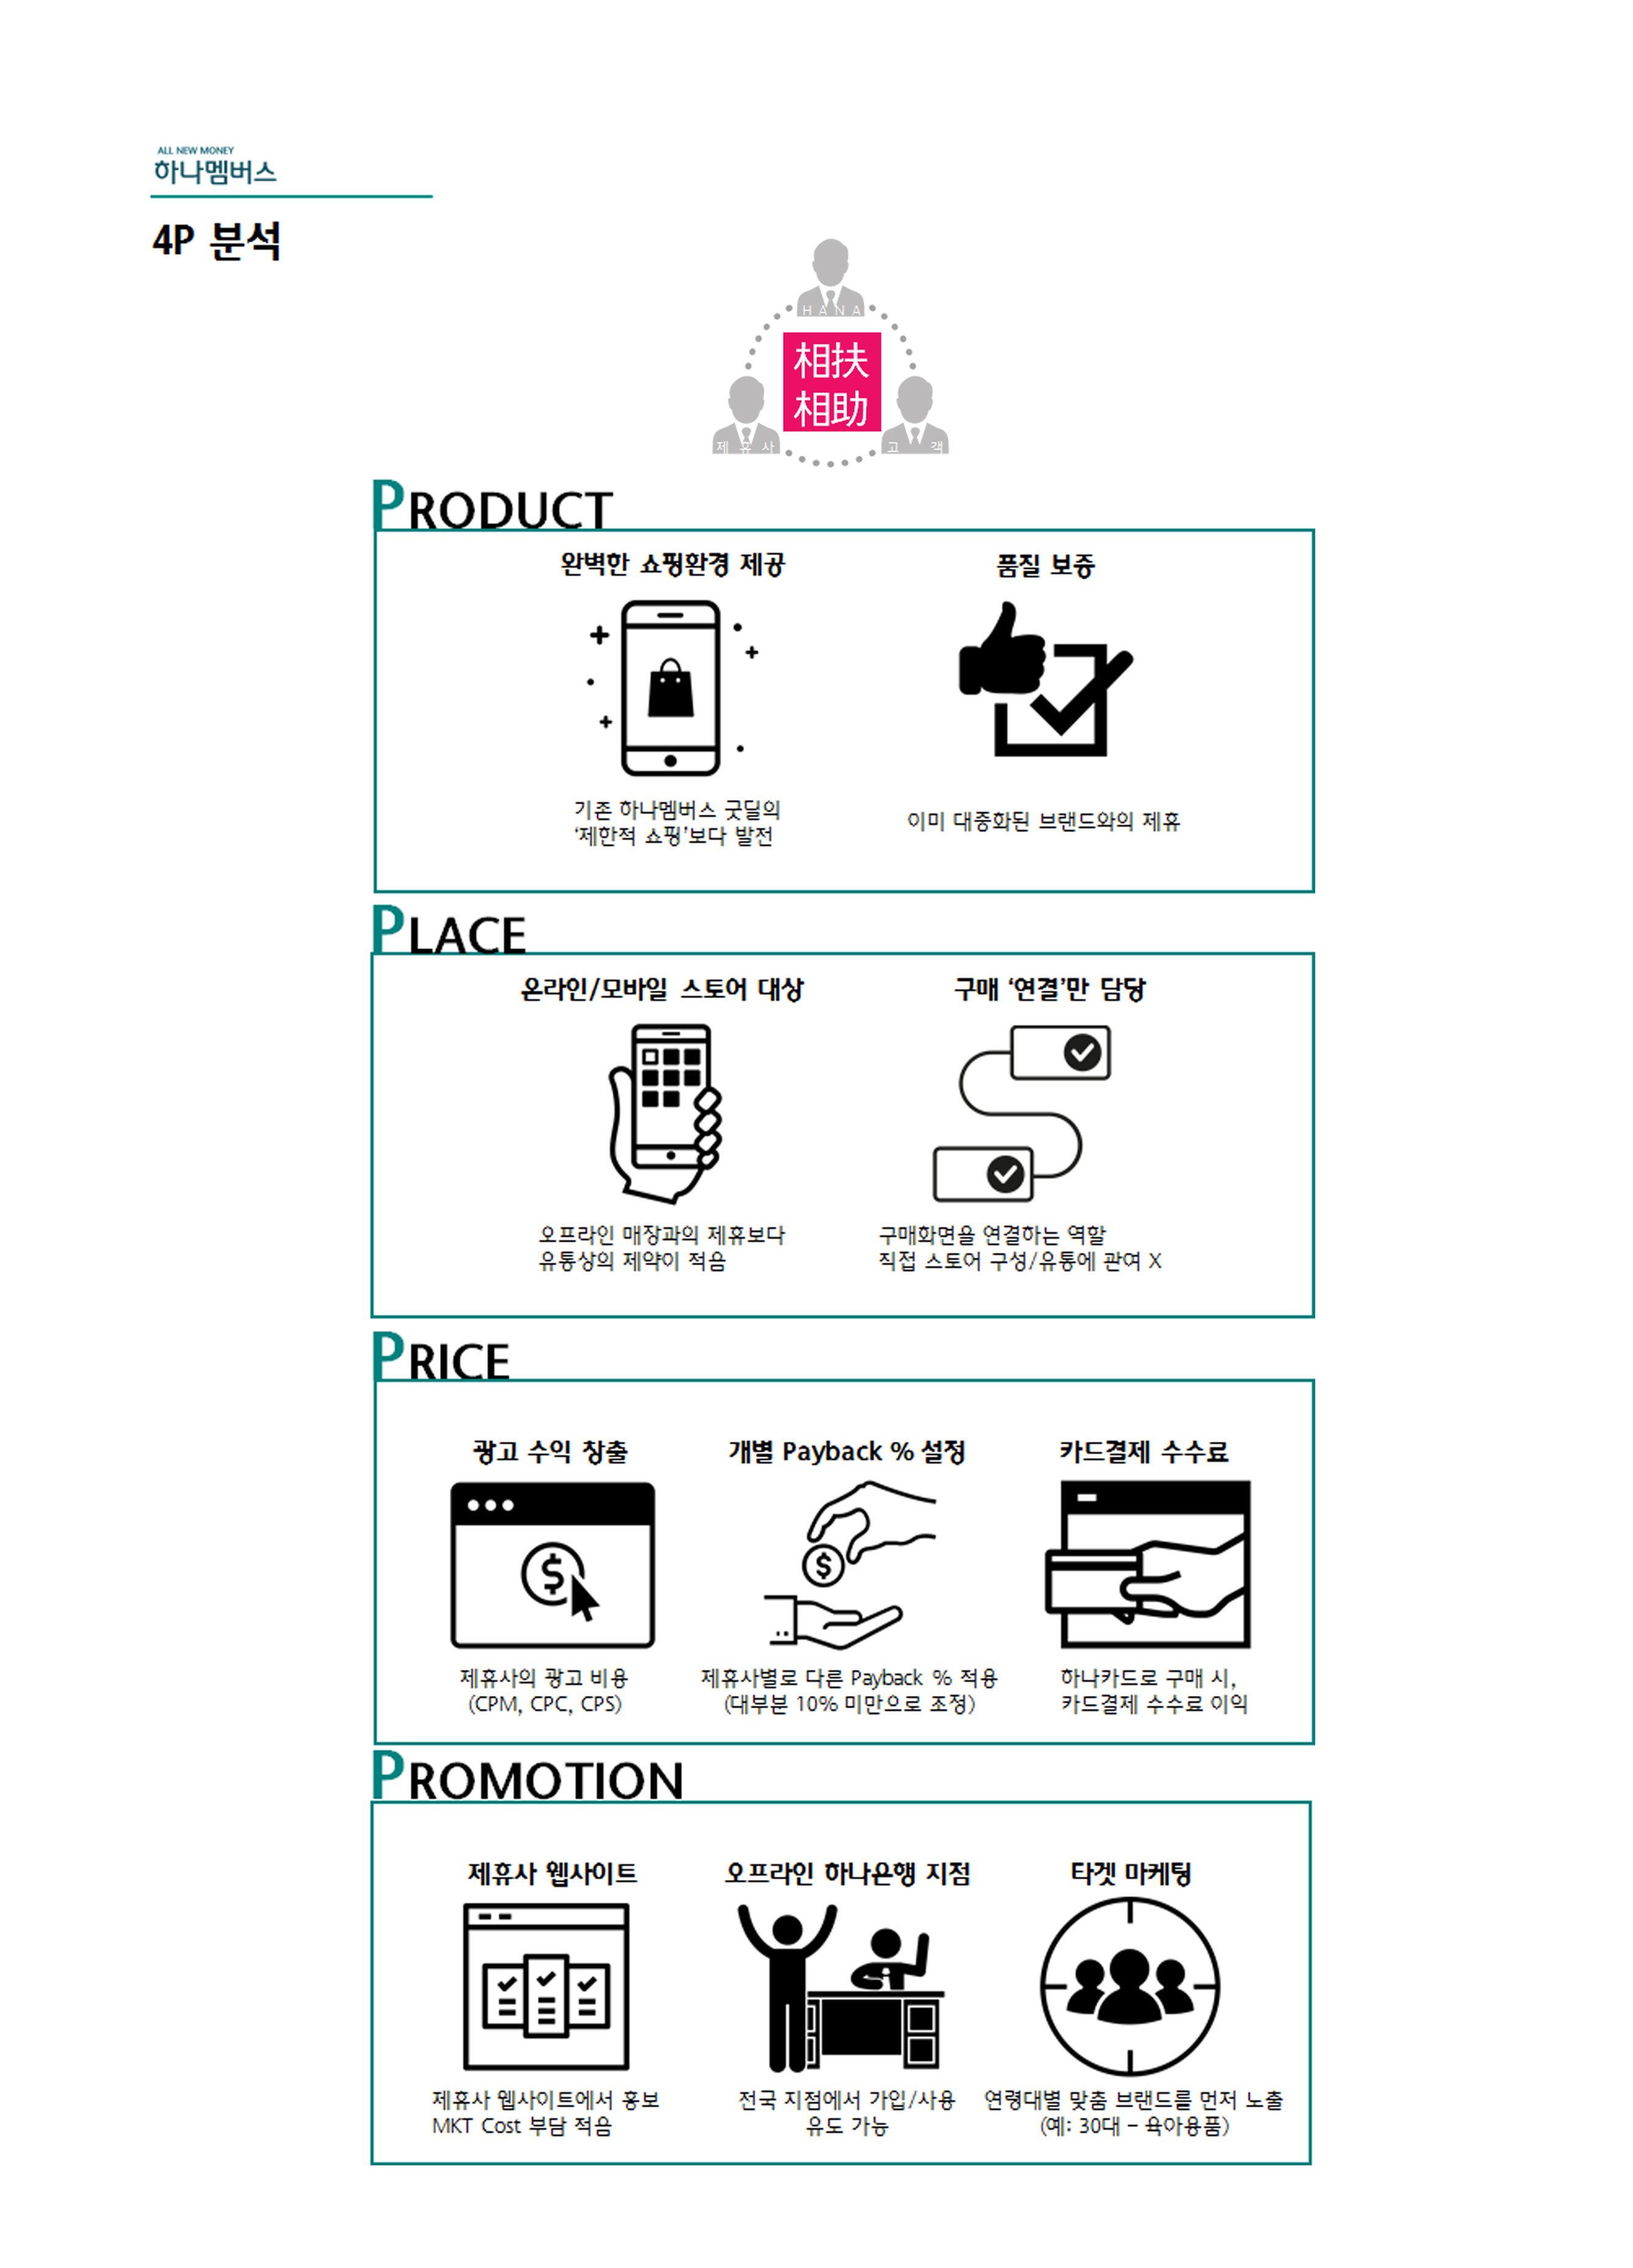 ALL NEW MONEY
하나멤버스
4P 분석
HANA
相扶
相助
제휴사
고객
PRODUCT
완벽한 쇼핑환경 제공
품질 보증
기존 하나멤버스 굿딜의
‘제한적 쇼핑’보다 발전
이미 대중화된 브랜드와의 제휴
PLACE
온라인/모바일 스토어 대상
구매 ‘연결’만 담당
오프라인 매장과의 제휴보다
유통상의 제약이 적음
구매화면을 연결하는 역할
직접 스토어 구성/유통에 관여 X
PRICE
광고 수익 창출
개별 Payback % 설정
카드결제 수수료
제휴사의 광고 비용
(CPM, CPC, CPS)
제휴사별로 다른 Payback % 적용
(대부분 10% 미만으로 조정)
하나카드로 구매 시,
카드결제 수수료 이익
PROMOTION
제휴사 웹사이트
오프라인 하나은행 지점
타겟 마케팅
제휴사 웹사이트에서 홍보
MKT Cost 부담 적음
전국 지점에서 가입/사용
유도 가능
연령대별 맞춤 브랜드를 먼저 노출
(예: 30대 – 육아용품)